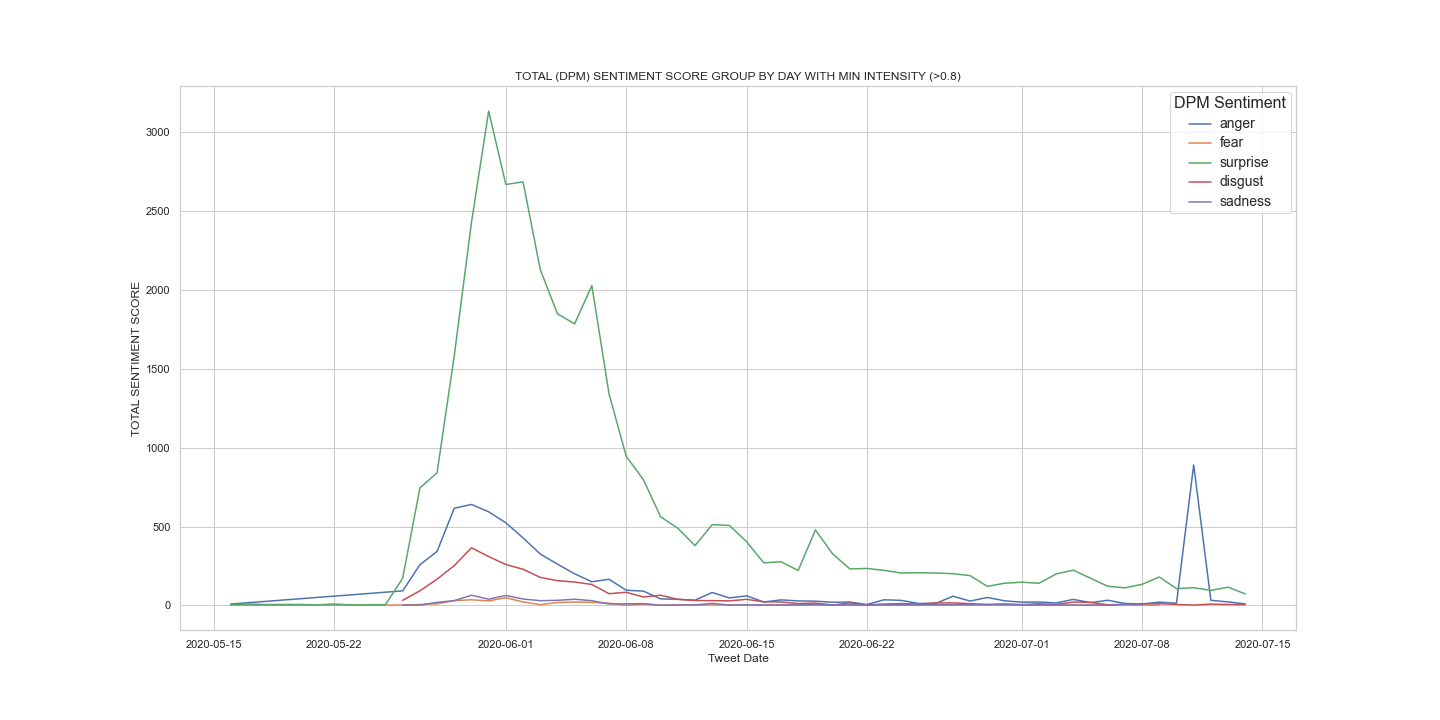 TOTAL (DPM) SENTIMENT SCORE GROUP BY DAY WITH MIN INTENSITY (>0.8)
DPM Sentiment
anger
fear
surprise
disgust
sadness
TOTAL SENTIMENT SCORE
3000
2500
2000
1500
1000
500
0
2020-05-15 2020-05-22 2020-06-01 2020-06-08 2020-06-15 2020-06-22 2020-07-01 2020-07-08 2020-07-15
Tweet Date